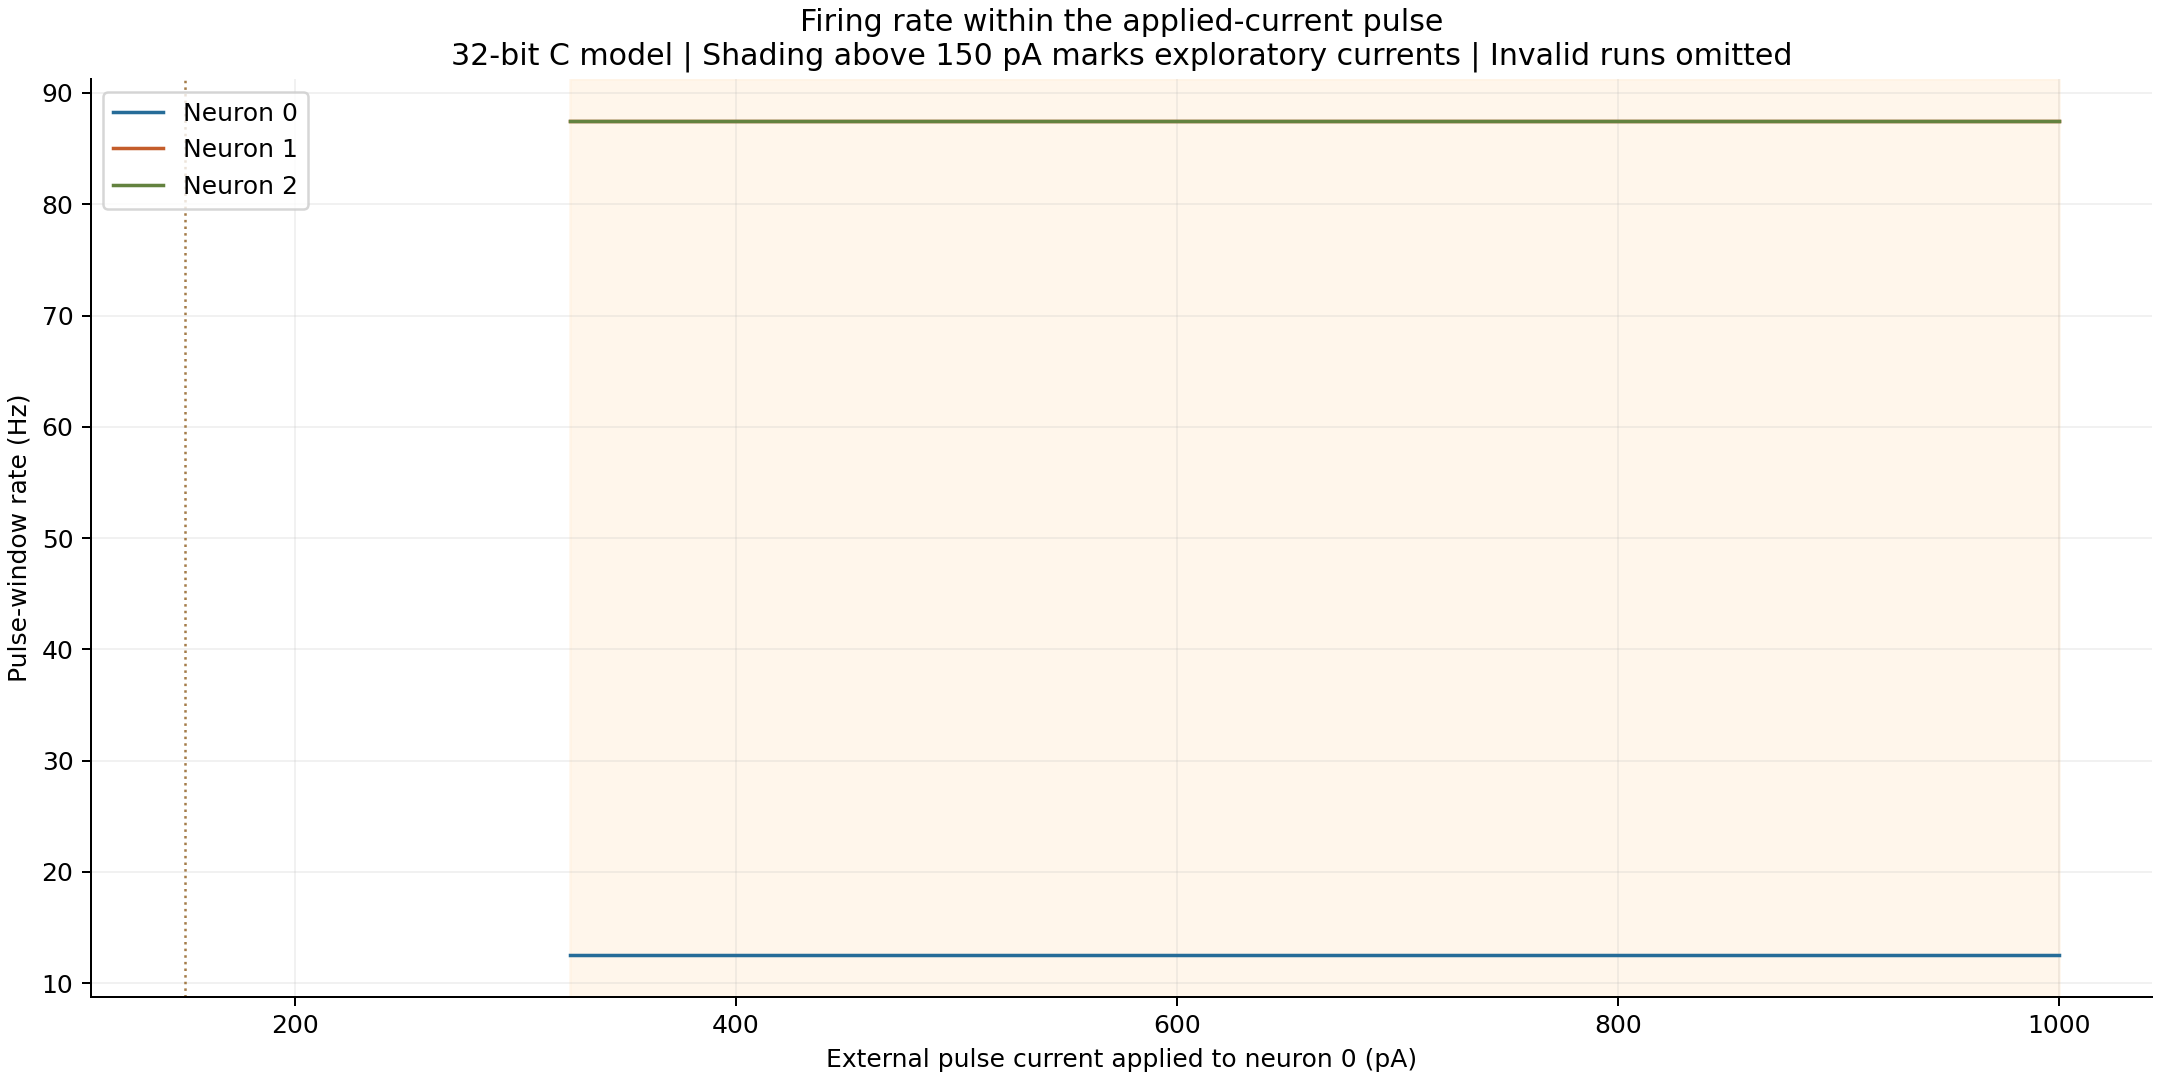 Firing rate within the applied-current pulse
32-bit C model | Shading above 150 pA marks exploratory currents | Invalid runs omitted
Neuron 0
Neuron 1
Neuron 2
Pulse-window rate (Hz)
90
80
70
60
50
40
30
20
10
200
400
600
800
1000
External pulse current applied to neuron 0 (pA)